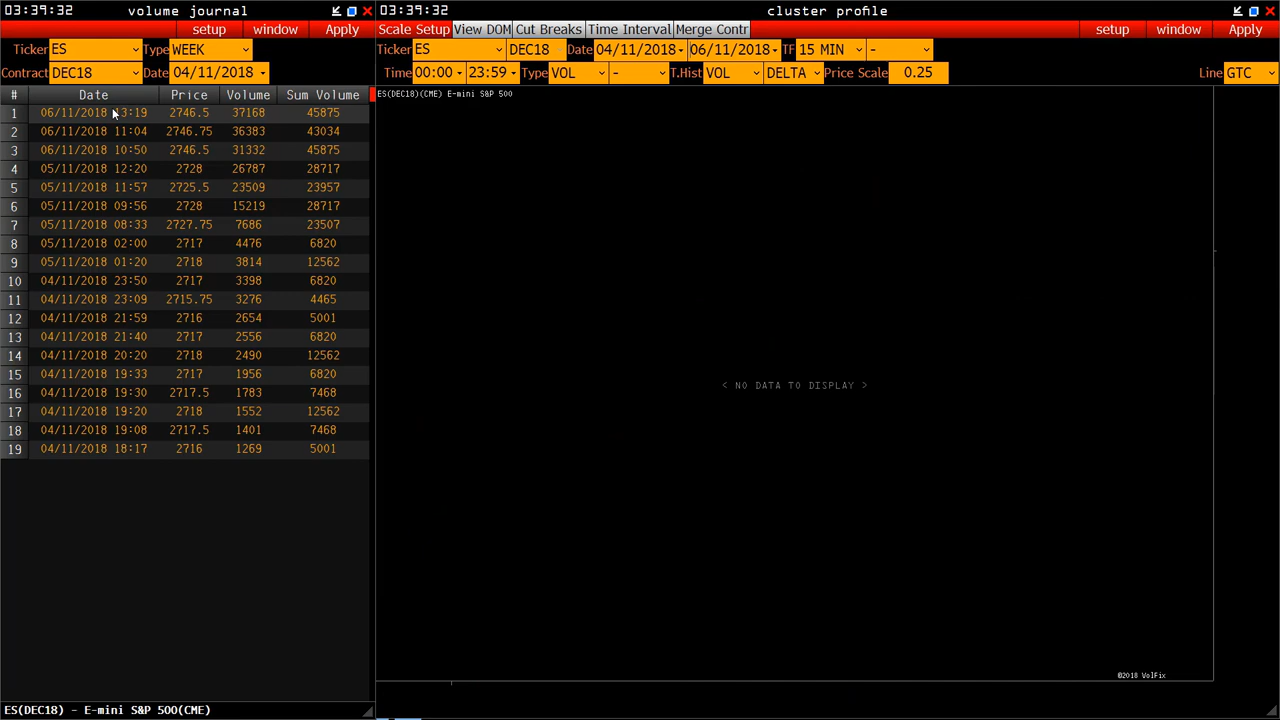 03:39:32 volume journal
setup window Apply
Ticker ES Type WEEK
Contract DEC18 Date 04/11/2018
# Date Price Volume Sum Volume
1 06/11/2018 13:19 2746.5 37168 45875
2 06/11/2018 11:04 2746.75 36383 43034
3 06/11/2018 10:50 2746.5 31332 45875
4 05/11/2018 12:20 2728 26787 28717
5 05/11/2018 11:57 2725.5 23509 23957
6 05/11/2018 09:56 2728 15219 28717
7 05/11/2018 08:33 2727.75 7686 23507
8 05/11/2018 02:00 2717 4476 6820
9 05/11/2018 01:20 2718 3814 12562
10 04/11/2018 23:50 2717 3398 6820
11 04/11/2018 23:09 2715.75 3276 4465
12 04/11/2018 21:59 2716 2654 5001
13 04/11/2018 21:40 2717 2556 6820
14 04/11/2018 20:20 2718 2490 12562
15 04/11/2018 19:33 2717 1956 6820
16 04/11/2018 19:30 2717.5 1783 7468
17 04/11/2018 19:20 2718 1552 12562
18 04/11/2018 19:08 2717.5 1401 7468
19 04/11/2018 18:17 2716 1269 5001
ES(DEC18) - E-mini S&P 500(CME)
03:39:32 cluster profile
Scale Setup View DOM Cut Breaks Time Interval Merge Contr setup window Apply
Ticker ES DEC18 Date 04/11/2018 06/11/2018 TF 15 MIN -
Time 00:00 23:59 Type VOL - T.Hist VOL DELTA Price Scale 0.25 Line GTC
ES(DEC18)(CME) E-mini S&P 500
< NO DATA TO DISPLAY >
©2018 VolFix